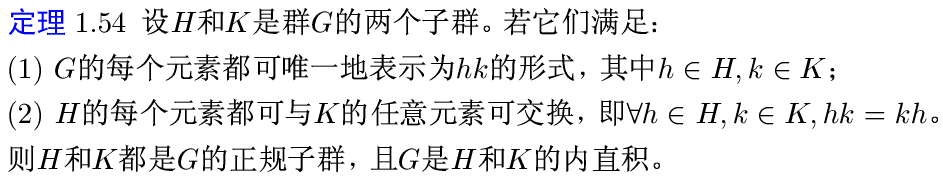 定理 1.54 设H和K是群G的两个子群。若它们满足：
(1) G的每个元素都可唯一地表示为hk的形式，其中h ∈ H, k ∈ K；
(2) H的每个元素都可与K的任意元素可交换，即∀h ∈ H, k ∈ K, hk = kh。
则H和K都是G的正规子群，且G是H和K的内直积。